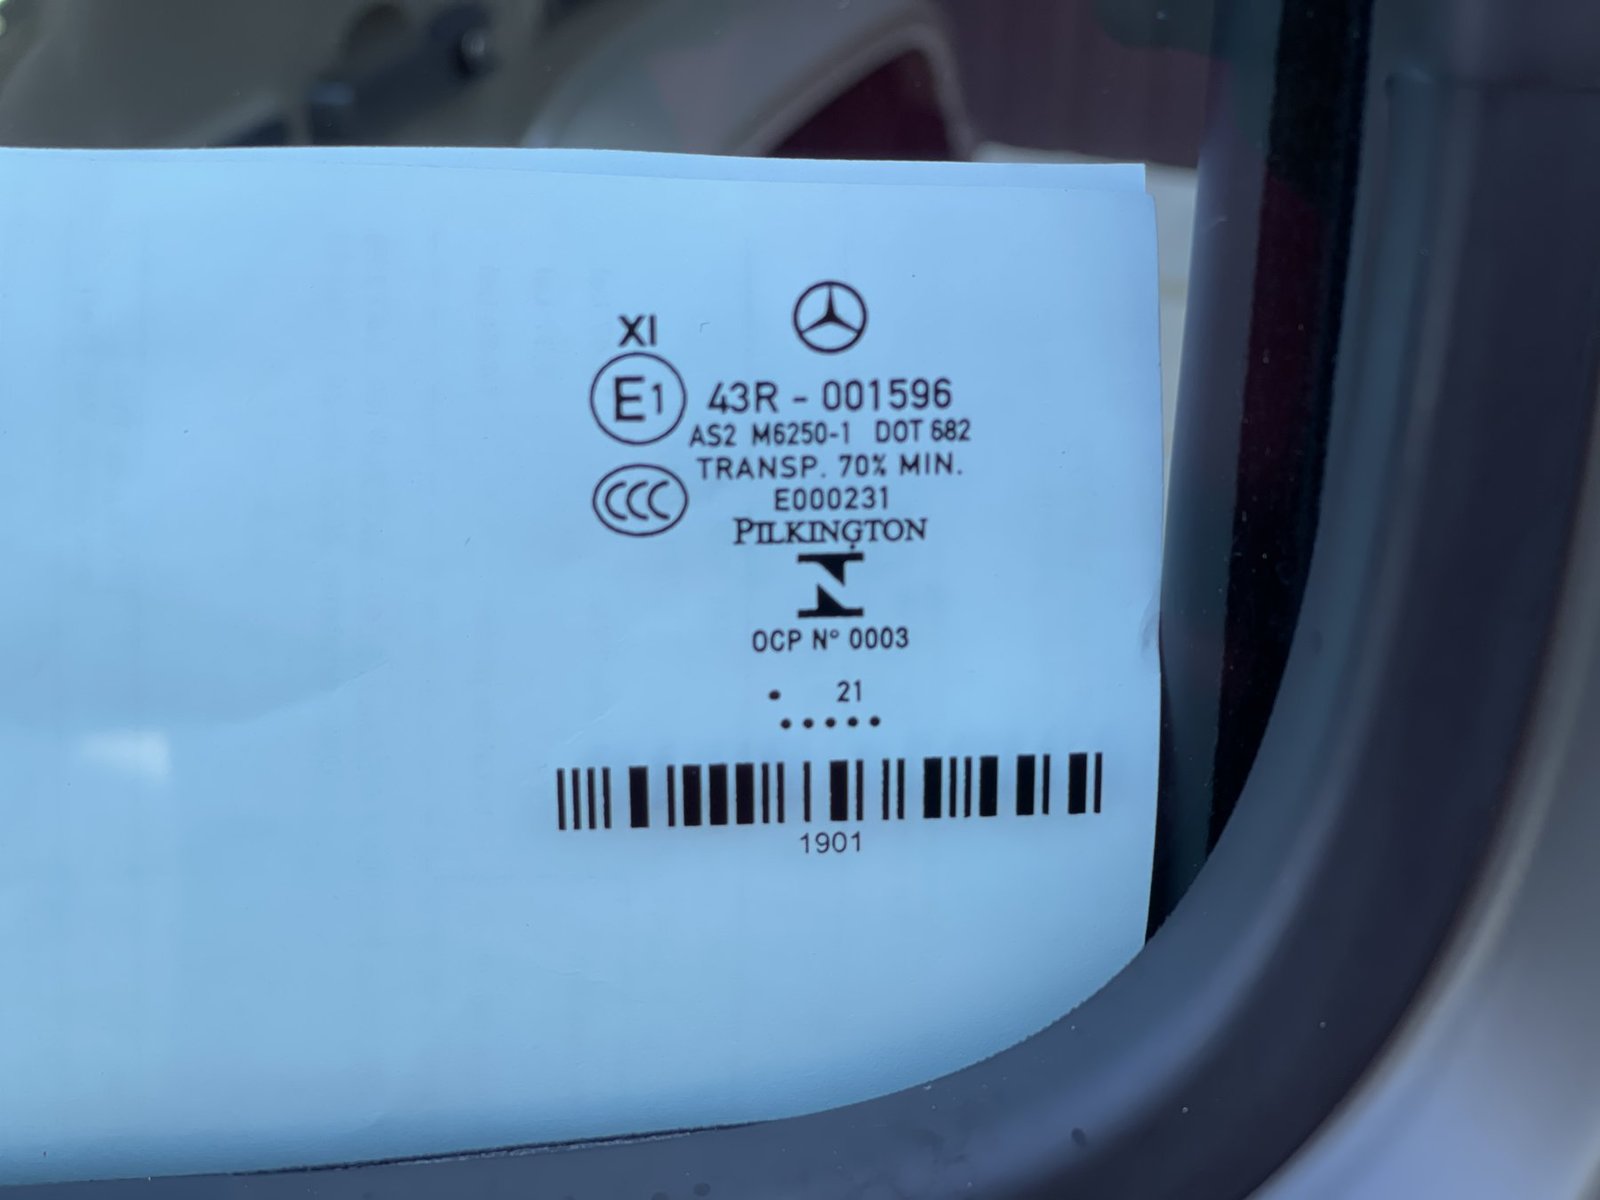 XI
E1 43R - 001596
AS2 M6250-1 DOT 682
TRANSP. 70% MIN.
CCC E000231
PILKINGTON
N
OCP Nº 0003
. 21
.....
1901